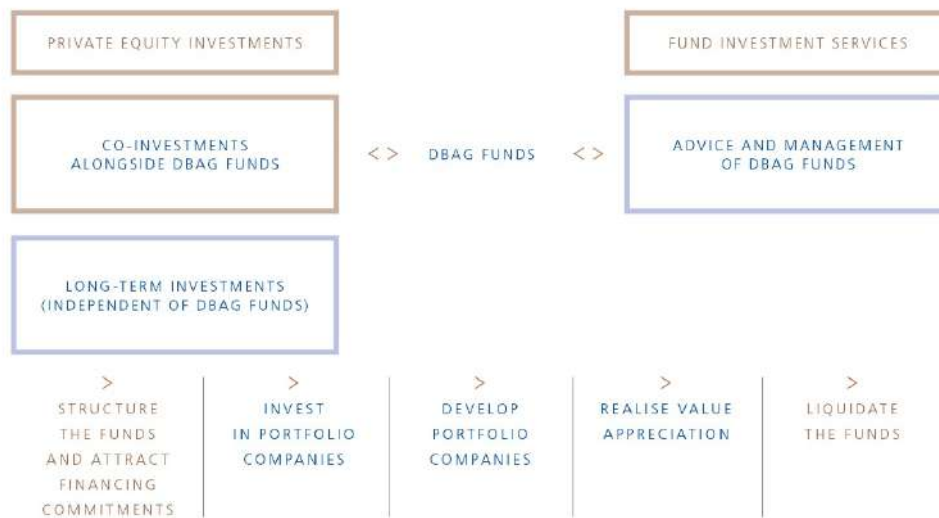 PRIVATE EQUITY INVESTMENTS
FUND INVESTMENT SERVICES
CO-INVESTMENTS
ALONGSIDE DBAG FUNDS
< > DBAG FUNDS < >
ADVICE AND MANAGEMENT
OF DBAG FUNDS
LONG-TERM INVESTMENTS
(INDEPENDENT OF DBAG FUNDS)
>
STRUCTURE
THE FUNDS
AND ATTRACT
FINANCING
COMMITMENTS
>
INVEST
IN PORTFOLIO
COMPANIES
>
DEVELOP
PORTFOLIO
COMPANIES
>
REALISE VALUE
APPRECIATION
>
LIQUIDATE
THE FUNDS